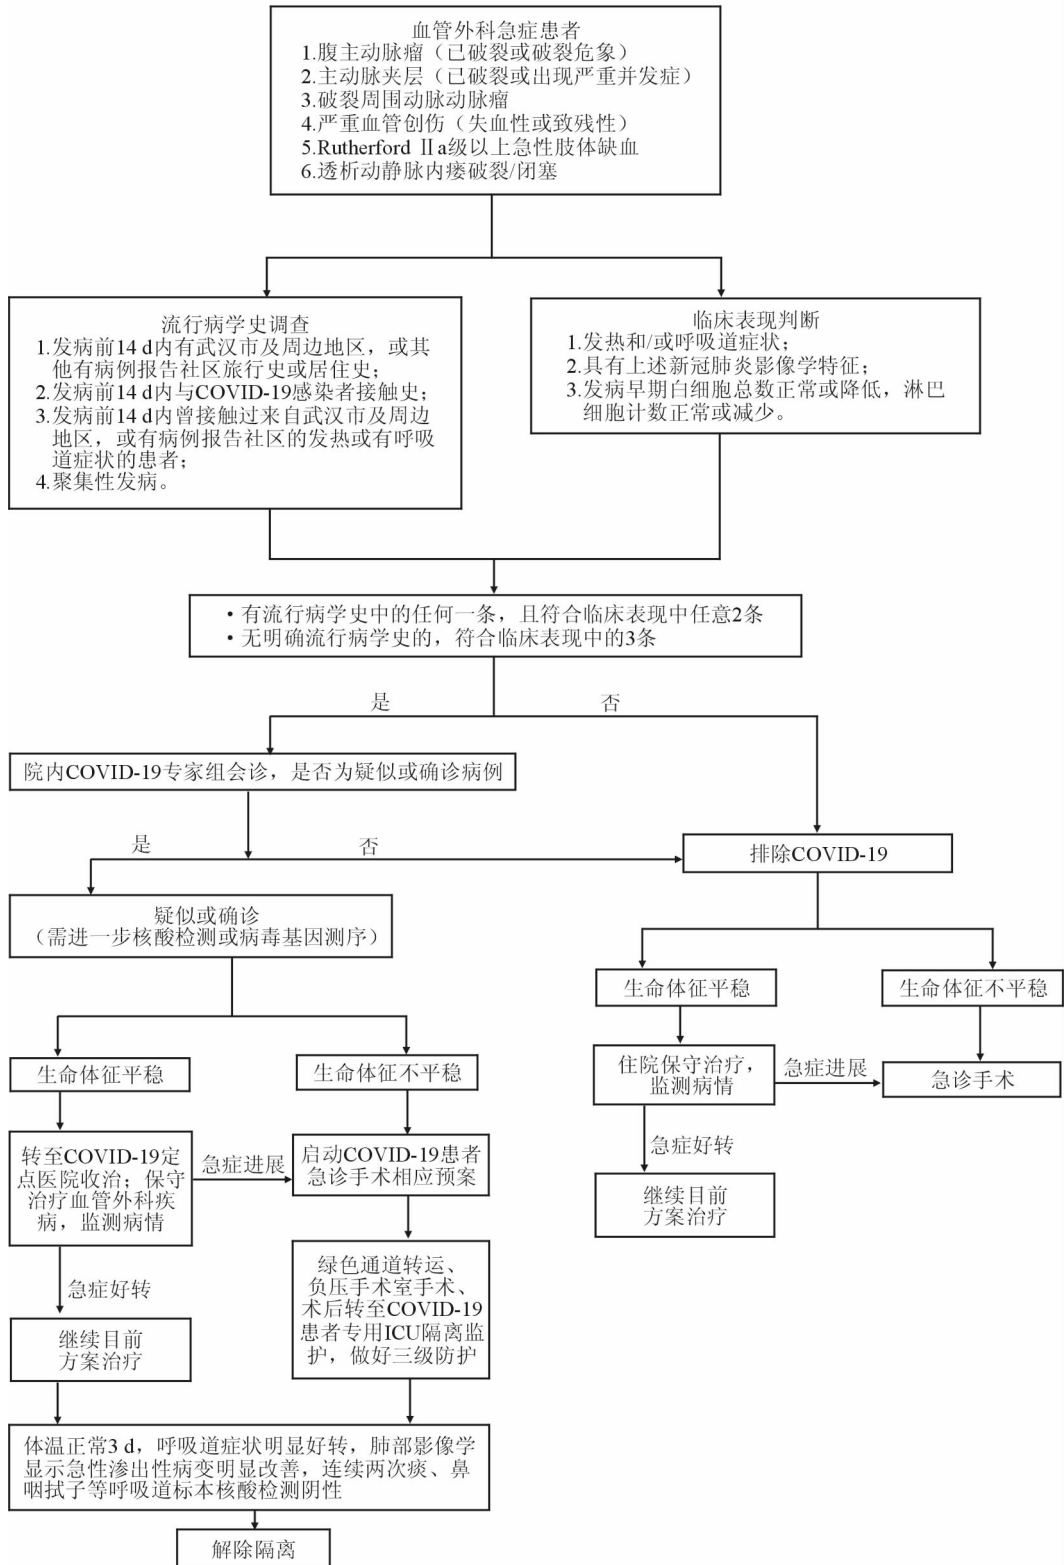 血管外科急症患者
1.腹主动脉瘤（已破裂或破裂危象）
2.主动脉夹层（已破裂或出现严重并发症）
3.破裂周围动脉动脉瘤
4.严重血管创伤（失血性或致残性）
5.Rutherford Ⅱa级以上急性肢体缺血
6.透析动静脉内瘘破裂/闭塞
流行病学史调查
1.发病前14 d内有武汉市及周边地区，或其
他有病例报告社区旅行史或居住史；
2.发病前14 d内与COVID-19感染者接触史；
3.发病前14 d内曾接触过来自武汉市及周边
地区，或有病例报告社区的发热或有呼吸
道症状的患者；
4.聚集性发病。
临床表现判断
1.发热和/或呼吸道症状；
2.具有上述新冠肺炎影像学特征；
3.发病早期白细胞总数正常或降低，淋巴
细胞计数正常或减少。
・有流行病学史中的任何一条，且符合临床表现中任意2条
・无明确流行病学史的，符合临床表现中的3条
是
否
院内COVID-19专家组会诊，是否为疑似或确诊病例
是
否
排除COVID-19
疑似或确诊
（需进一步核酸检测或病毒基因测序）
生命体征平稳
生命体征不平稳
住院保守治疗，
监测病情
急症进展
急诊手术
急症好转
继续目前
方案治疗
生命体征平稳
生命体征不平稳
转至COVID-19定
点医院收治；保守
治疗血管外科疾
病，监测病情
急症进展
启动COVID-19患者
急诊手术相应预案
急症好转
绿色通道转运、
负压手术室手术、
术后转至COVID-19
患者专用ICU隔离监
护，做好三级防护
继续目前
方案治疗
体温正常3 d，呼吸道症状明显好转，肺部影像学
显示急性渗出性病变明显改善，连续两次痰、鼻
咽拭子等呼吸道标本核酸检测阴性
解除隔离